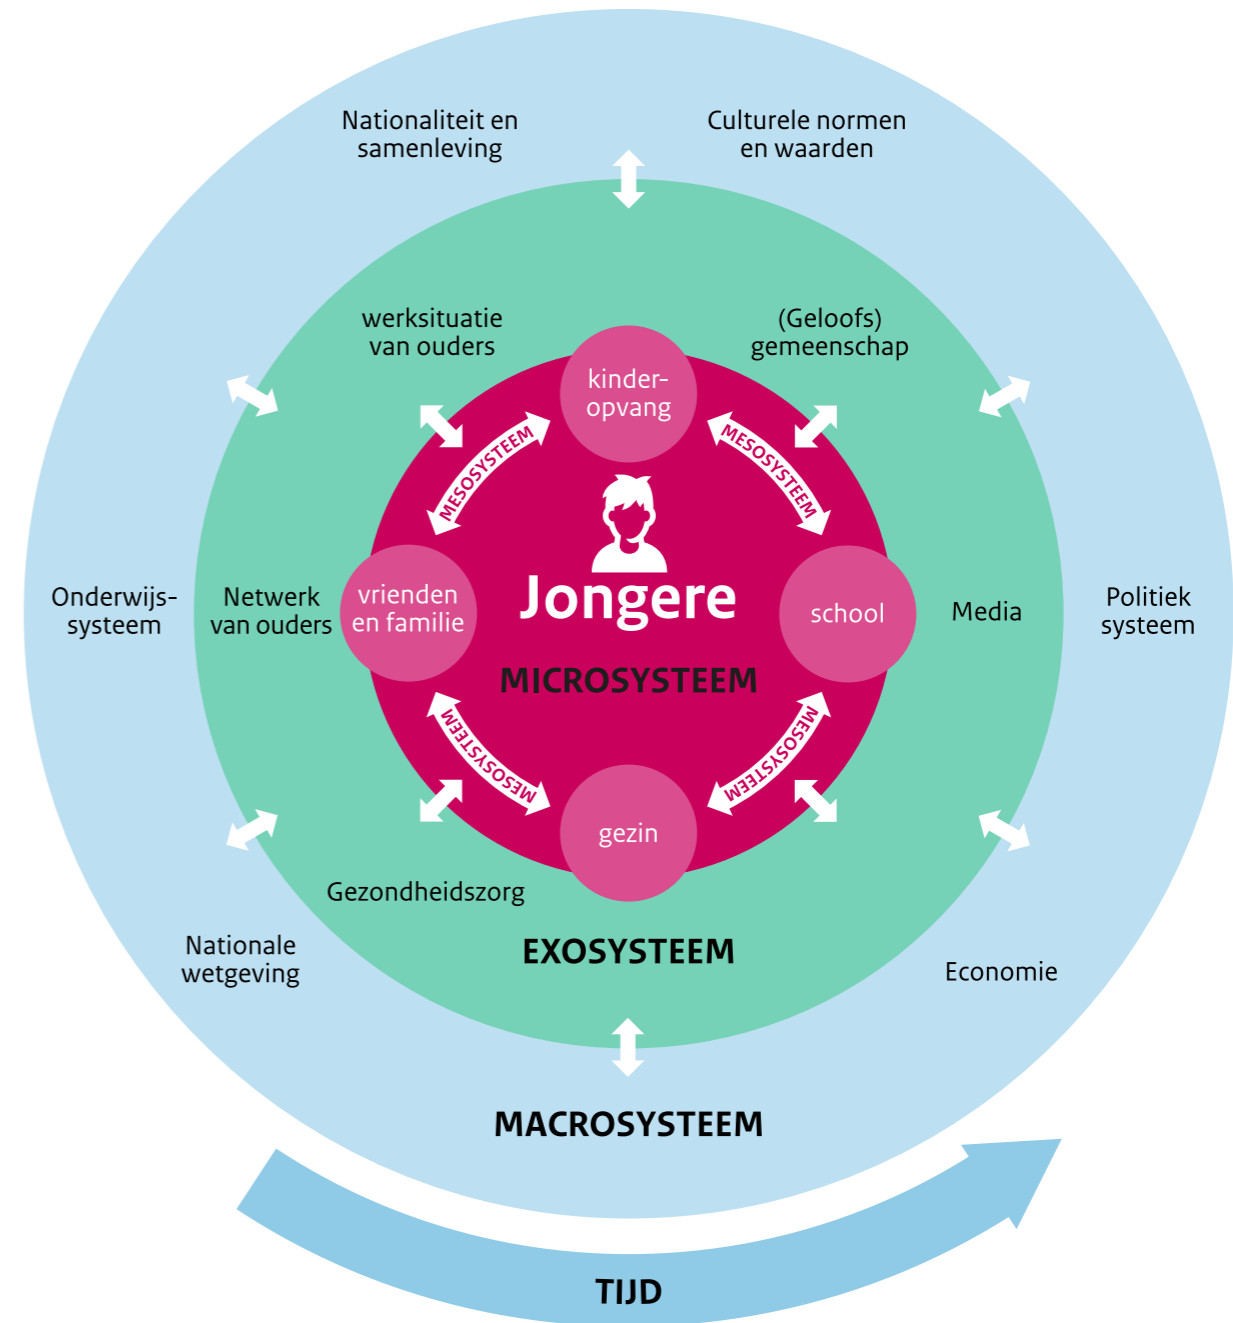 Nationaliteit en
samenleving
Culturele normen
en waarden
werksituatie
van ouders
(Geloofs)
gemeenschap
kinder-
opvang
MESOSYSTEEM
MESOSYSTEEM
Onderwijs-
systeem
Netwerk
van ouders
vrienden
en familie
Jongere
school
Media
Politiek
systeem
MICROSYSTEEM
MESOSYSTEEM
MESOSYSTEEM
gezin
Gezondheidszorg
EXOSYSTEEM
Nationale
wetgeving
Economie
MACROSYSTEEM
TIJD